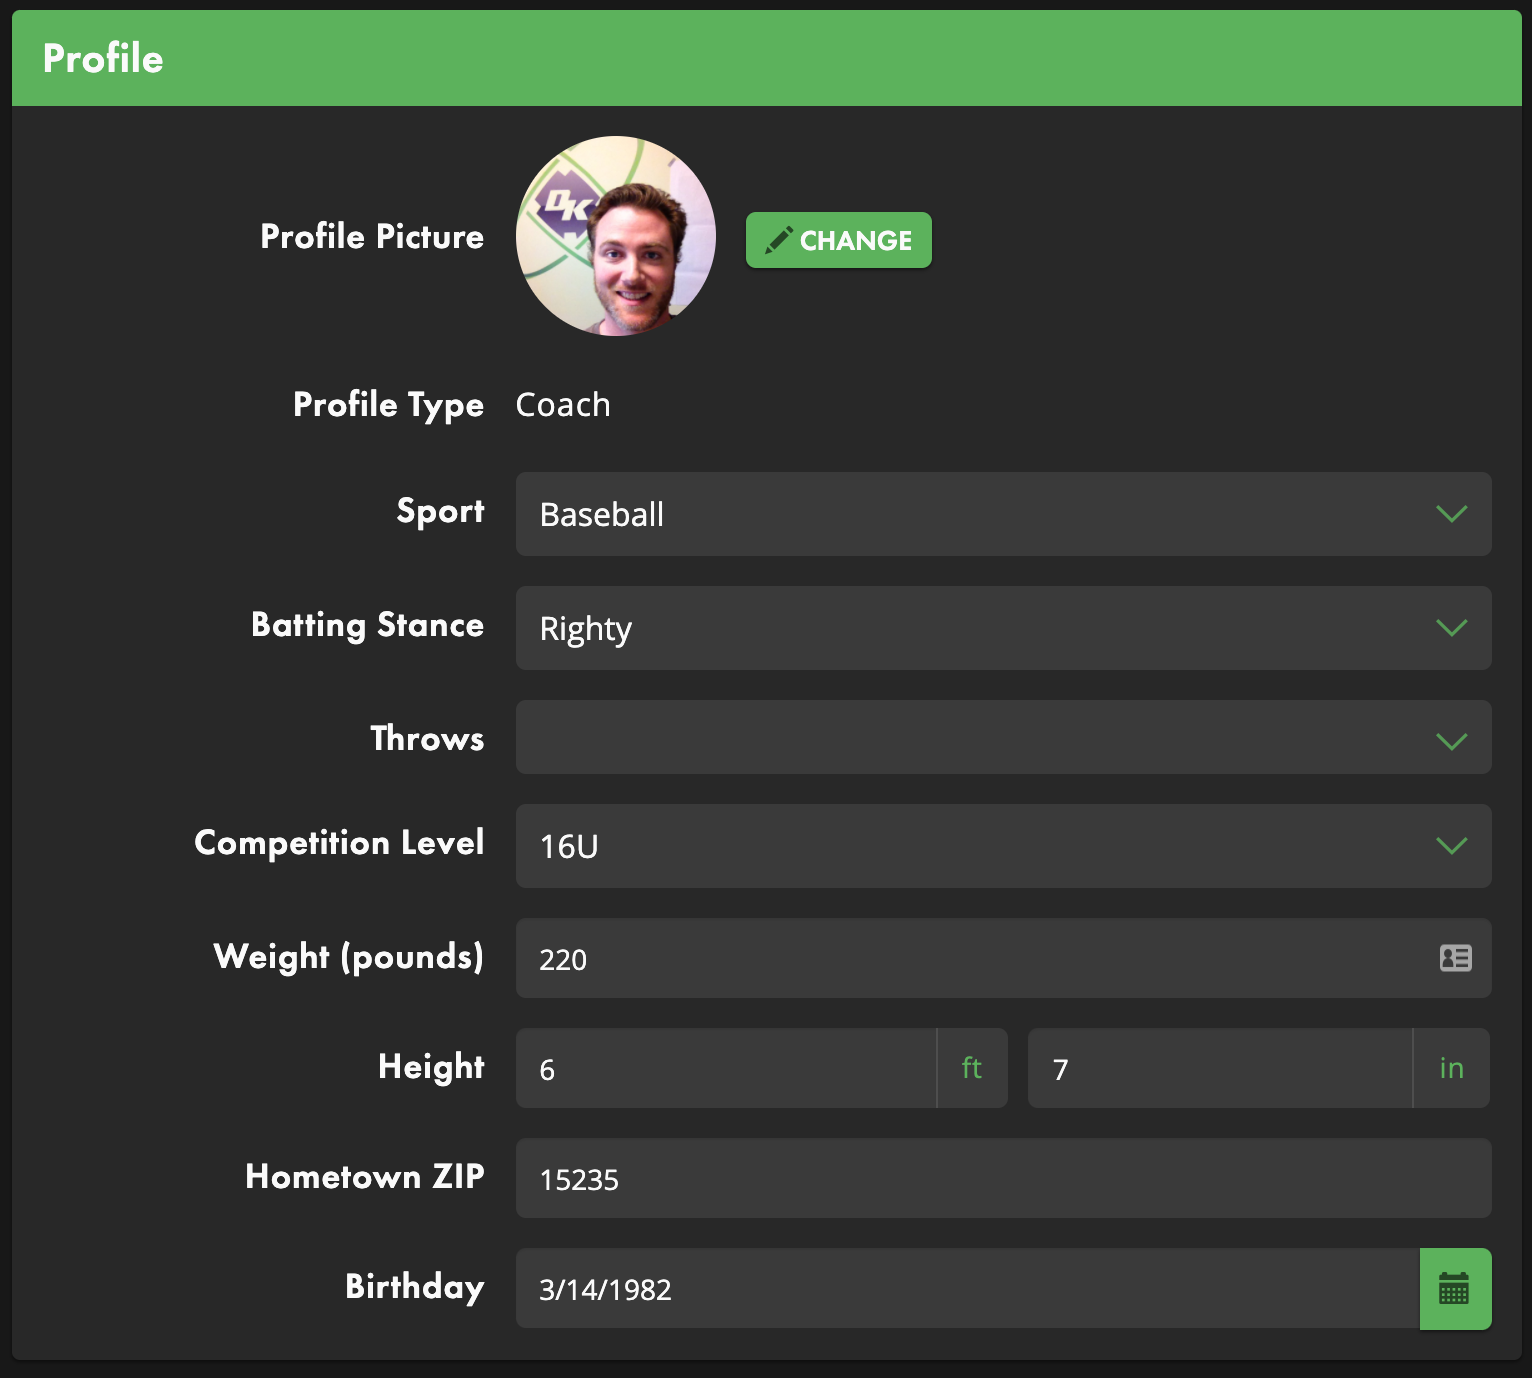 Profile
DK
Profile Picture
CHANGE
Profile Type Coach
Sport Baseball
Batting Stance Righty
Throws
Competition Level 16U
Weight (pounds) 220
Height 6 ft 7 in
Hometown ZIP 15235
Birthday 3/14/1982